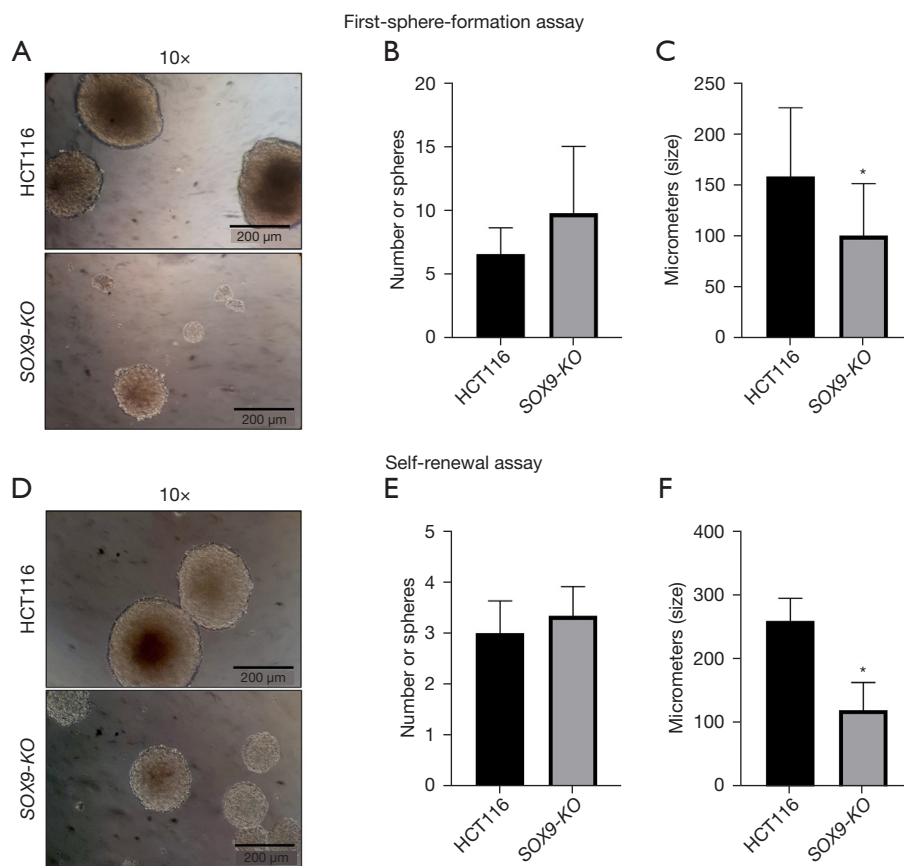 First-sphere-formation assay
A
10×
HCT116
200 μm
SOX9-KO
200 μm
B
Number or spheres
20
15
10
5
0
HCT116
SOX9-KO
C
Micrometers (size)
250
200
150
100
50
0
*
HCT116
SOX9-KO
Self-renewal assay
D
10×
HCT116
200 μm
SOX9-KO
200 μm
E
Number or spheres
5
4
3
2
1
0
HCT116
SOX9-KO
F
Micrometers (size)
400
300
200
100
0
*
HCT116
SOX9-KO